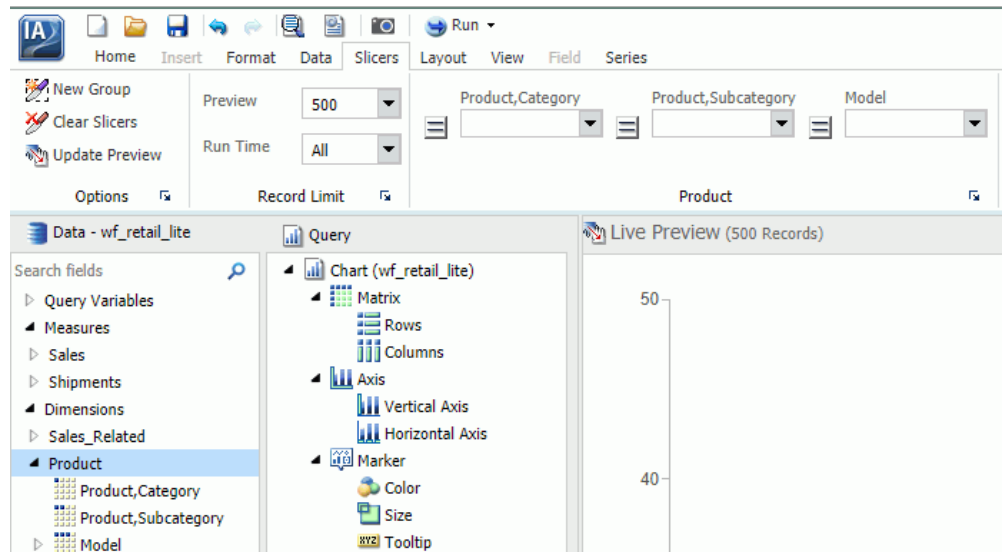 IA
Run
Home Insert Format Data Slicers Layout View Field Series
New Group
Clear Slicers
Update Preview
Options
Preview 500
Run Time All
Record Limit
Product,Category Product,Subcategory Model
Product
Data - wf_retail_lite
Search fields
Query Variables
Measures
Sales
Shipments
Dimensions
Sales_Related
Product
Product,Category
Product,Subcategory
Model
Query
Chart (wf_retail_lite)
Matrix
Rows
Columns
Axis
Vertical Axis
Horizontal Axis
Marker
Color
Size
XYZ Tooltip
Live Preview (500 Records)
50
40